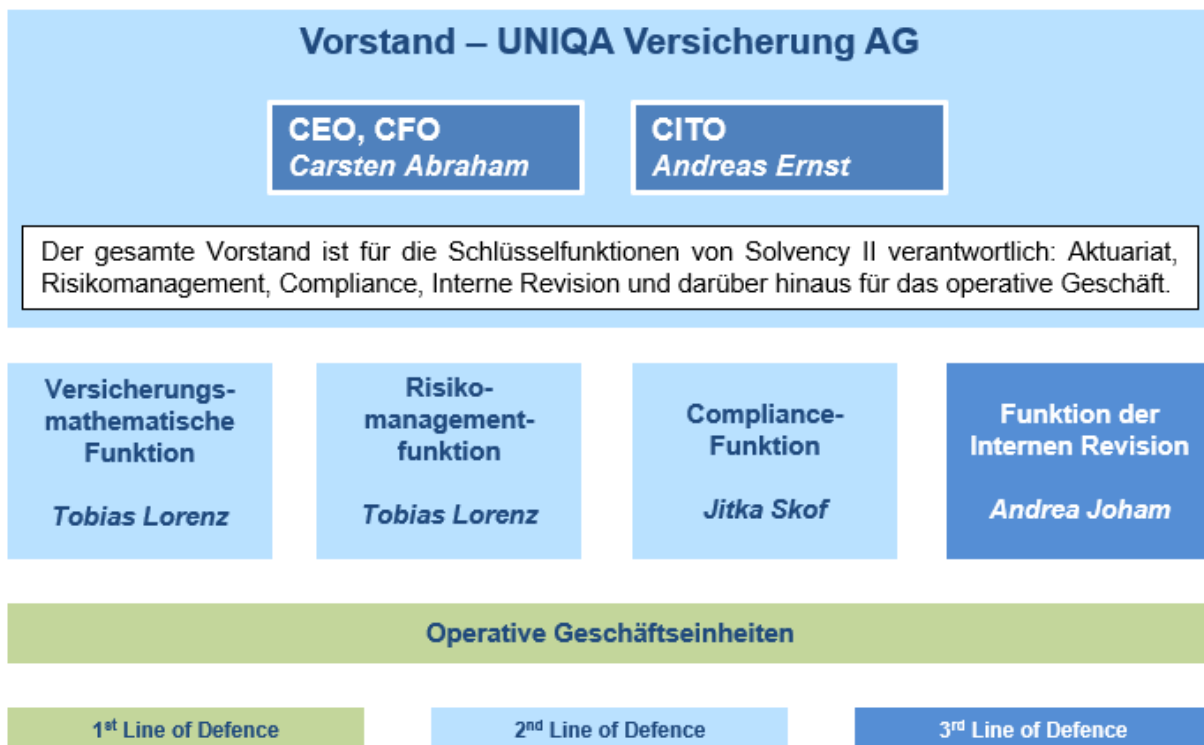 Vorstand – UNIQA Versicherung AG
CEO, CFO
Carsten Abraham
CITO
Andreas Ernst
Der gesamte Vorstand ist für die Schlüsselfunktionen von Solvency II verantwortlich: Aktuariat,
Risikomanagement, Compliance, Interne Revision und darüber hinaus für das operative Geschäft.
Versicherungs-
mathematische
Funktion
Tobias Lorenz
Risiko-
management-
funktion
Tobias Lorenz
Compliance-
Funktion
Jitka Skof
Funktion der
Internen Revision
Andrea Joham
Operative Geschäftseinheiten
1st Line of Defence
2nd Line of Defence
3rd Line of Defence